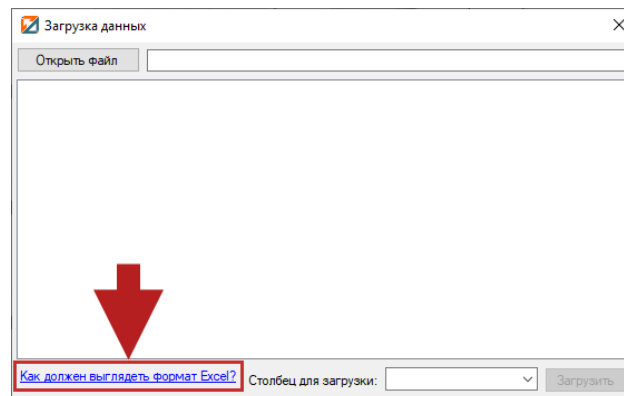 Загрузка данных
Открыть файл
Как должен выглядеть формат Excel? Столбец для загрузки: Загрузить